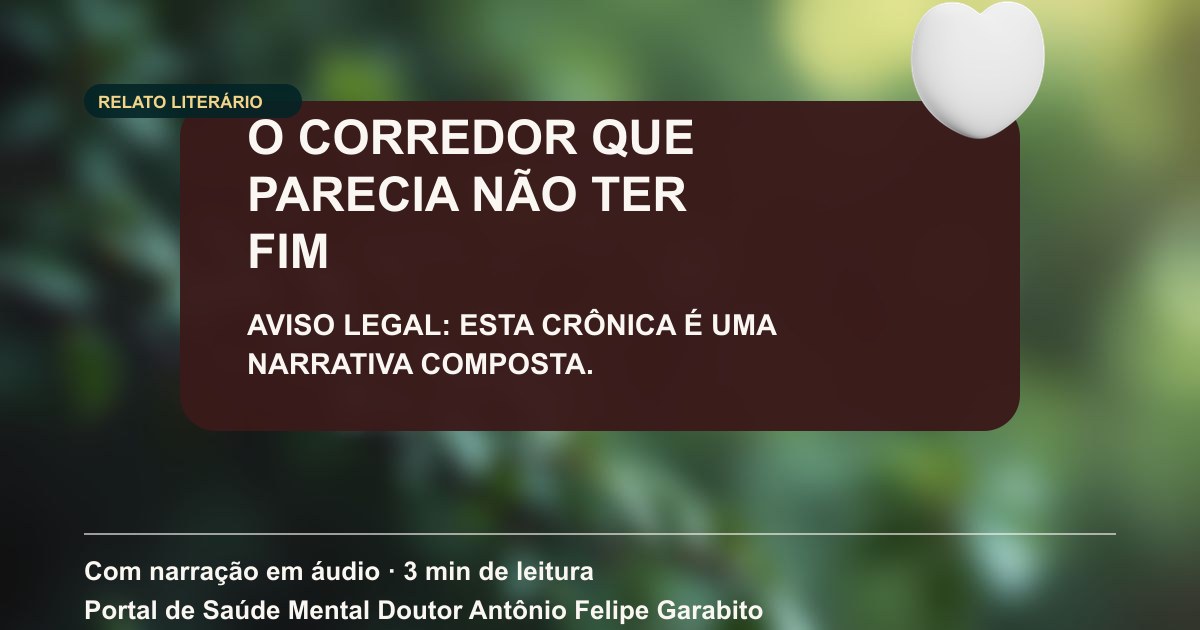 RELATO LITERÁRIO
O CORREDOR QUE
PARECIA NÃO TER
FIM
AVISO LEGAL: ESTA CRÔNICA É UMA
NARRATIVA COMPOSTA.
Com narração em áudio · 3 min de leitura
Portal de Saúde Mental Doutor Antônio Felipe Garabito